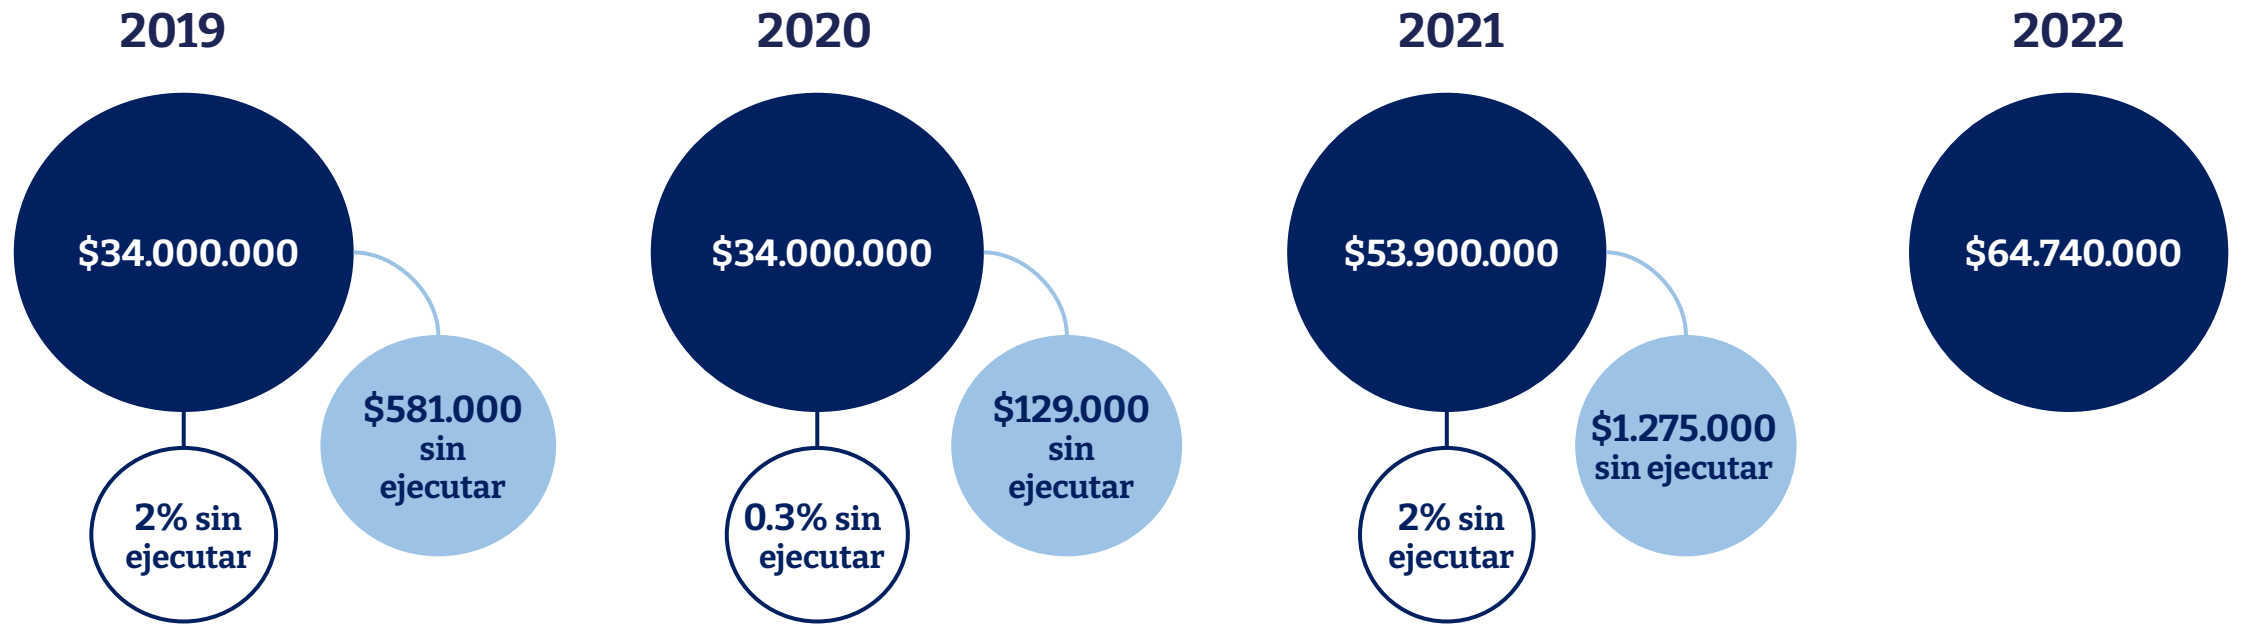 2019
$34.000.000
$581.000
sin
ejecutar
2% sin
ejecutar
2020
$34.000.000
$129.000
sin
ejecutar
0.3% sin
ejecutar
2021
$53.900.000
$1.275.000
sin ejecutar
2% sin
ejecutar
2022
$64.740.000